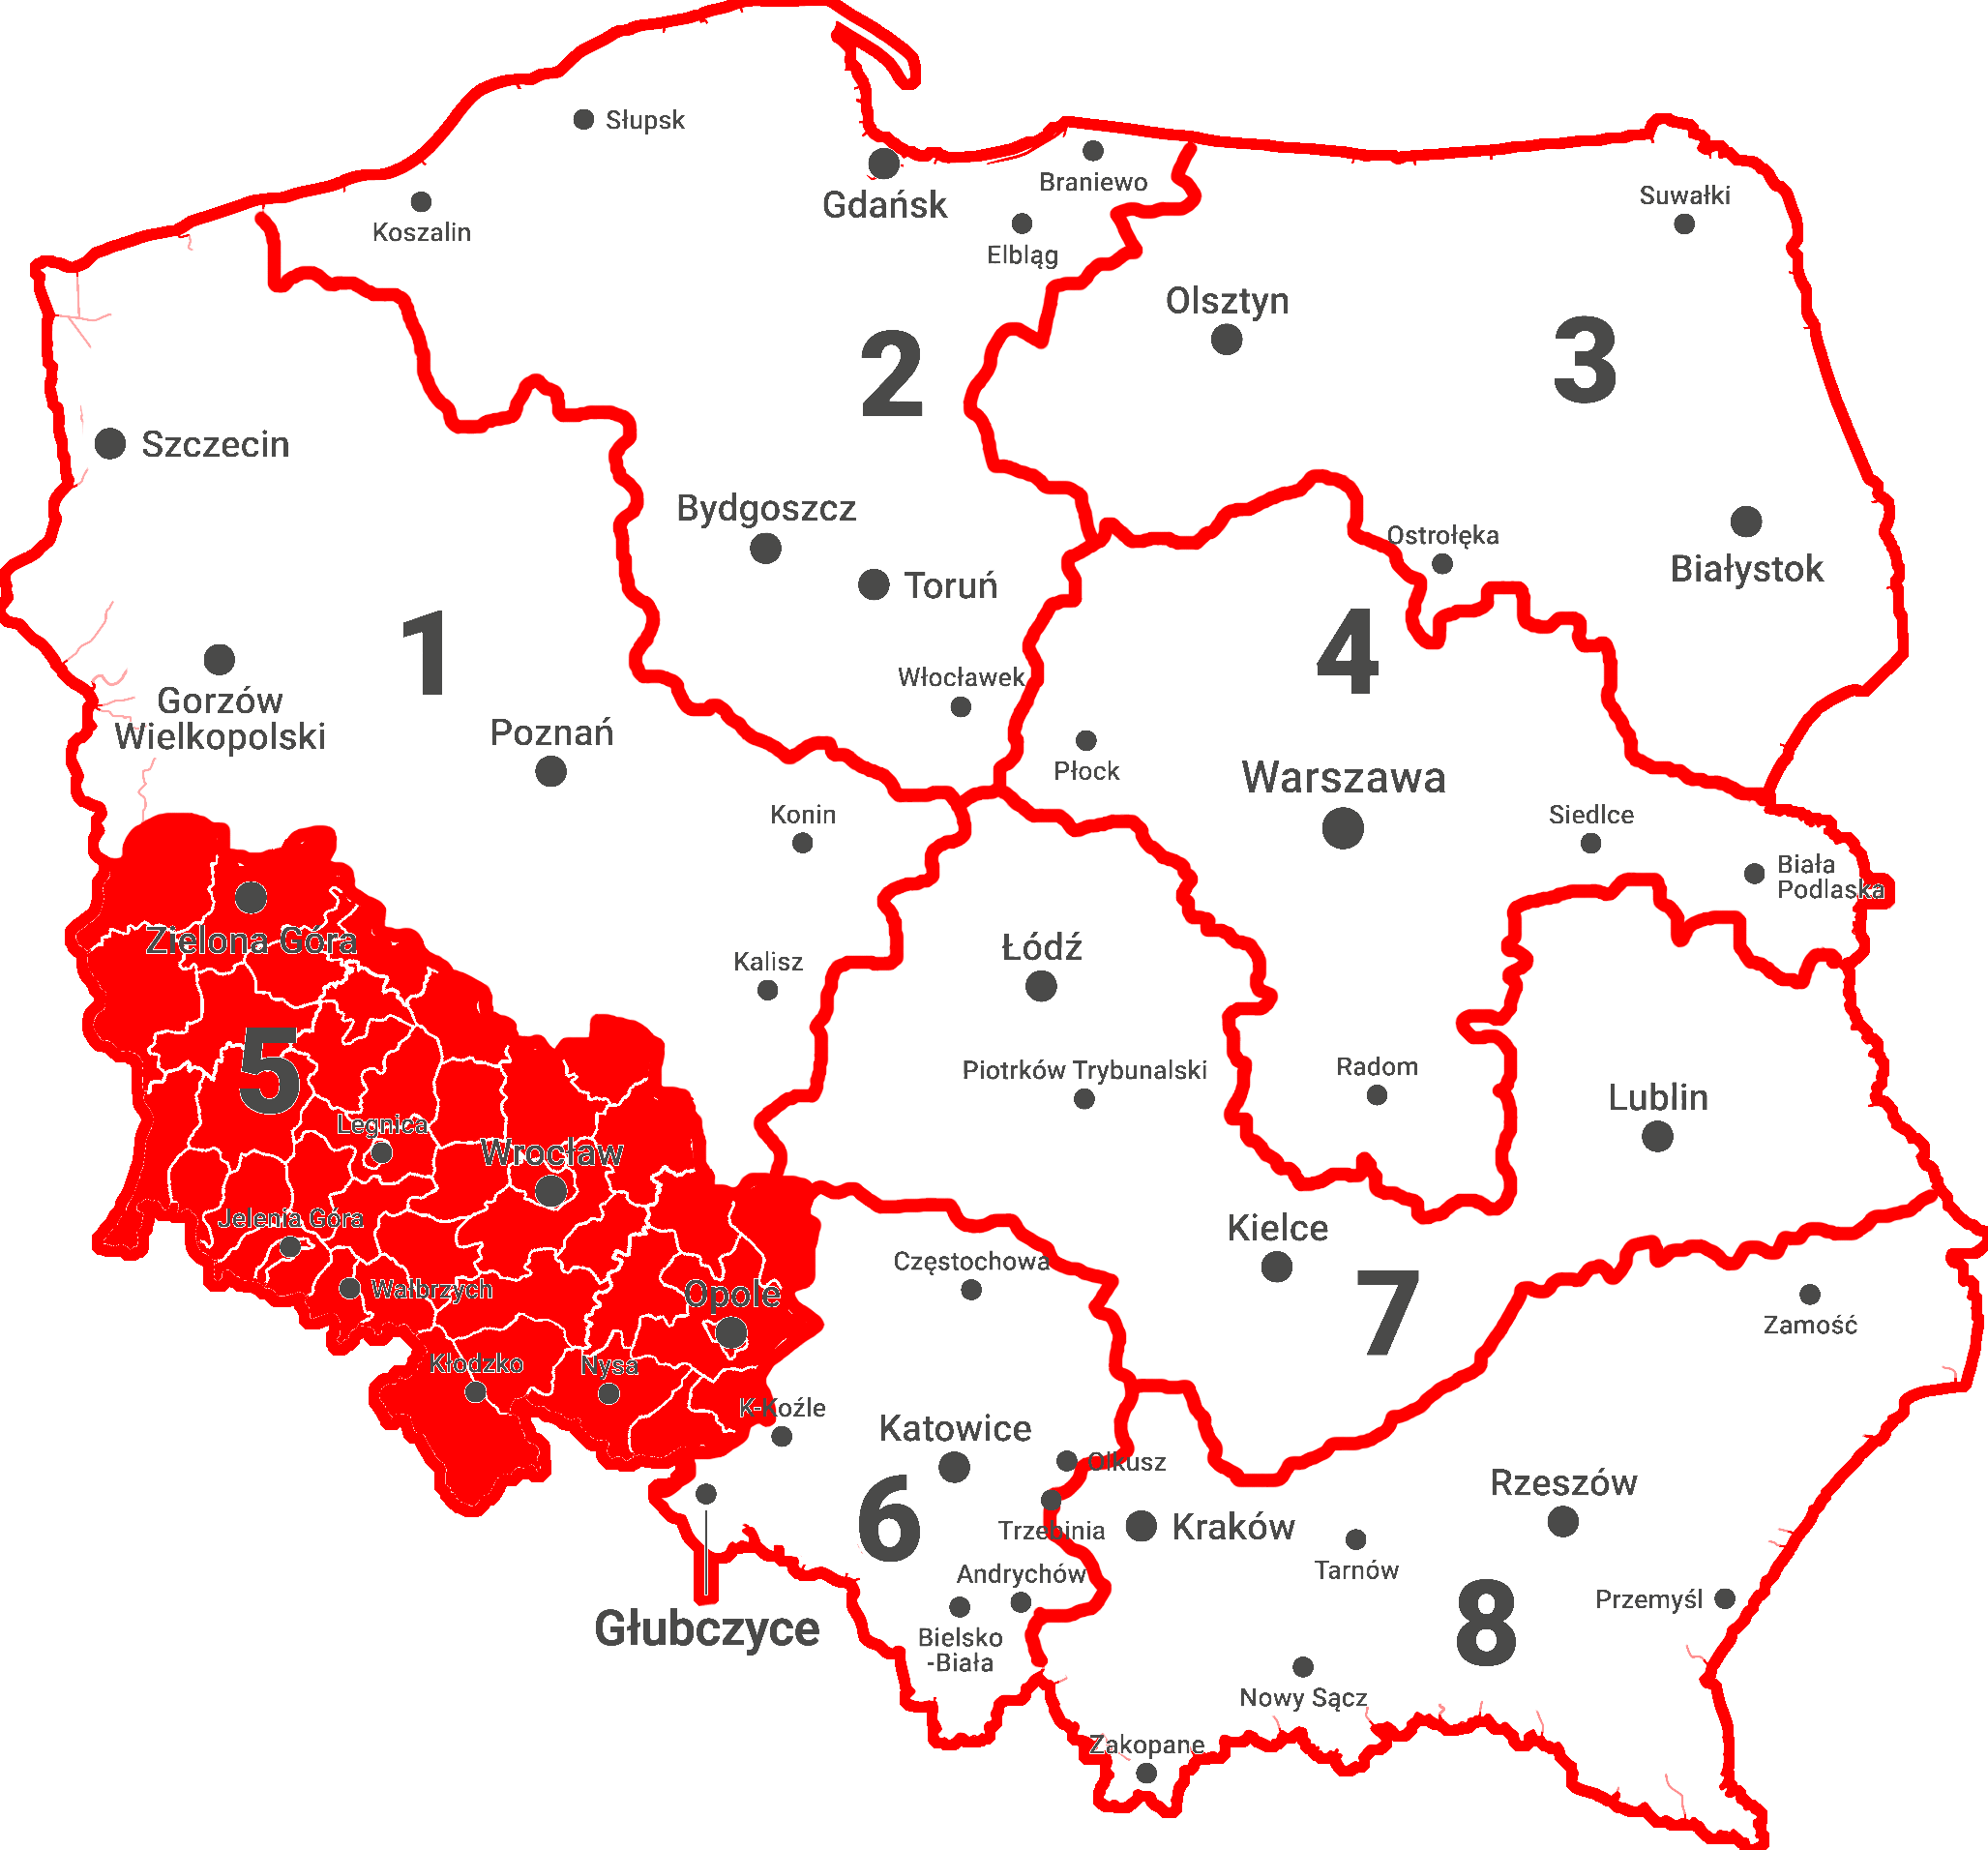 Słupsk
Gdańsk
Braniewo
Suwałki
Koszalin
Elbląg
Olsztyn
2
3
Szczecin
Bydgoszcz
Ostrołęka
Białystok
Toruń
1
4
Włocławek
Gorzów
Wielkopolski
Poznań
Płock
Warszawa
Konin
Siedlce
Biała
Podlaska
Zielona Góra
Łódź
Kalisz
5
Piotrków Trybunalski
Radom
Lublin
Legnica
Wrocław
Jelenia Góra
Kielce
Częstochowa
Wałbrzych
Opole
7
Zamość
Kłodzko
Nysa
K-Koźle
Katowice
Olkusz
Rzeszów
6
Trzebinia
Kraków
Tarnów
Andrychów
Przemyśl
Głubczyce
8
Bielsko
-Biała
Nowy Sącz
Zakopane